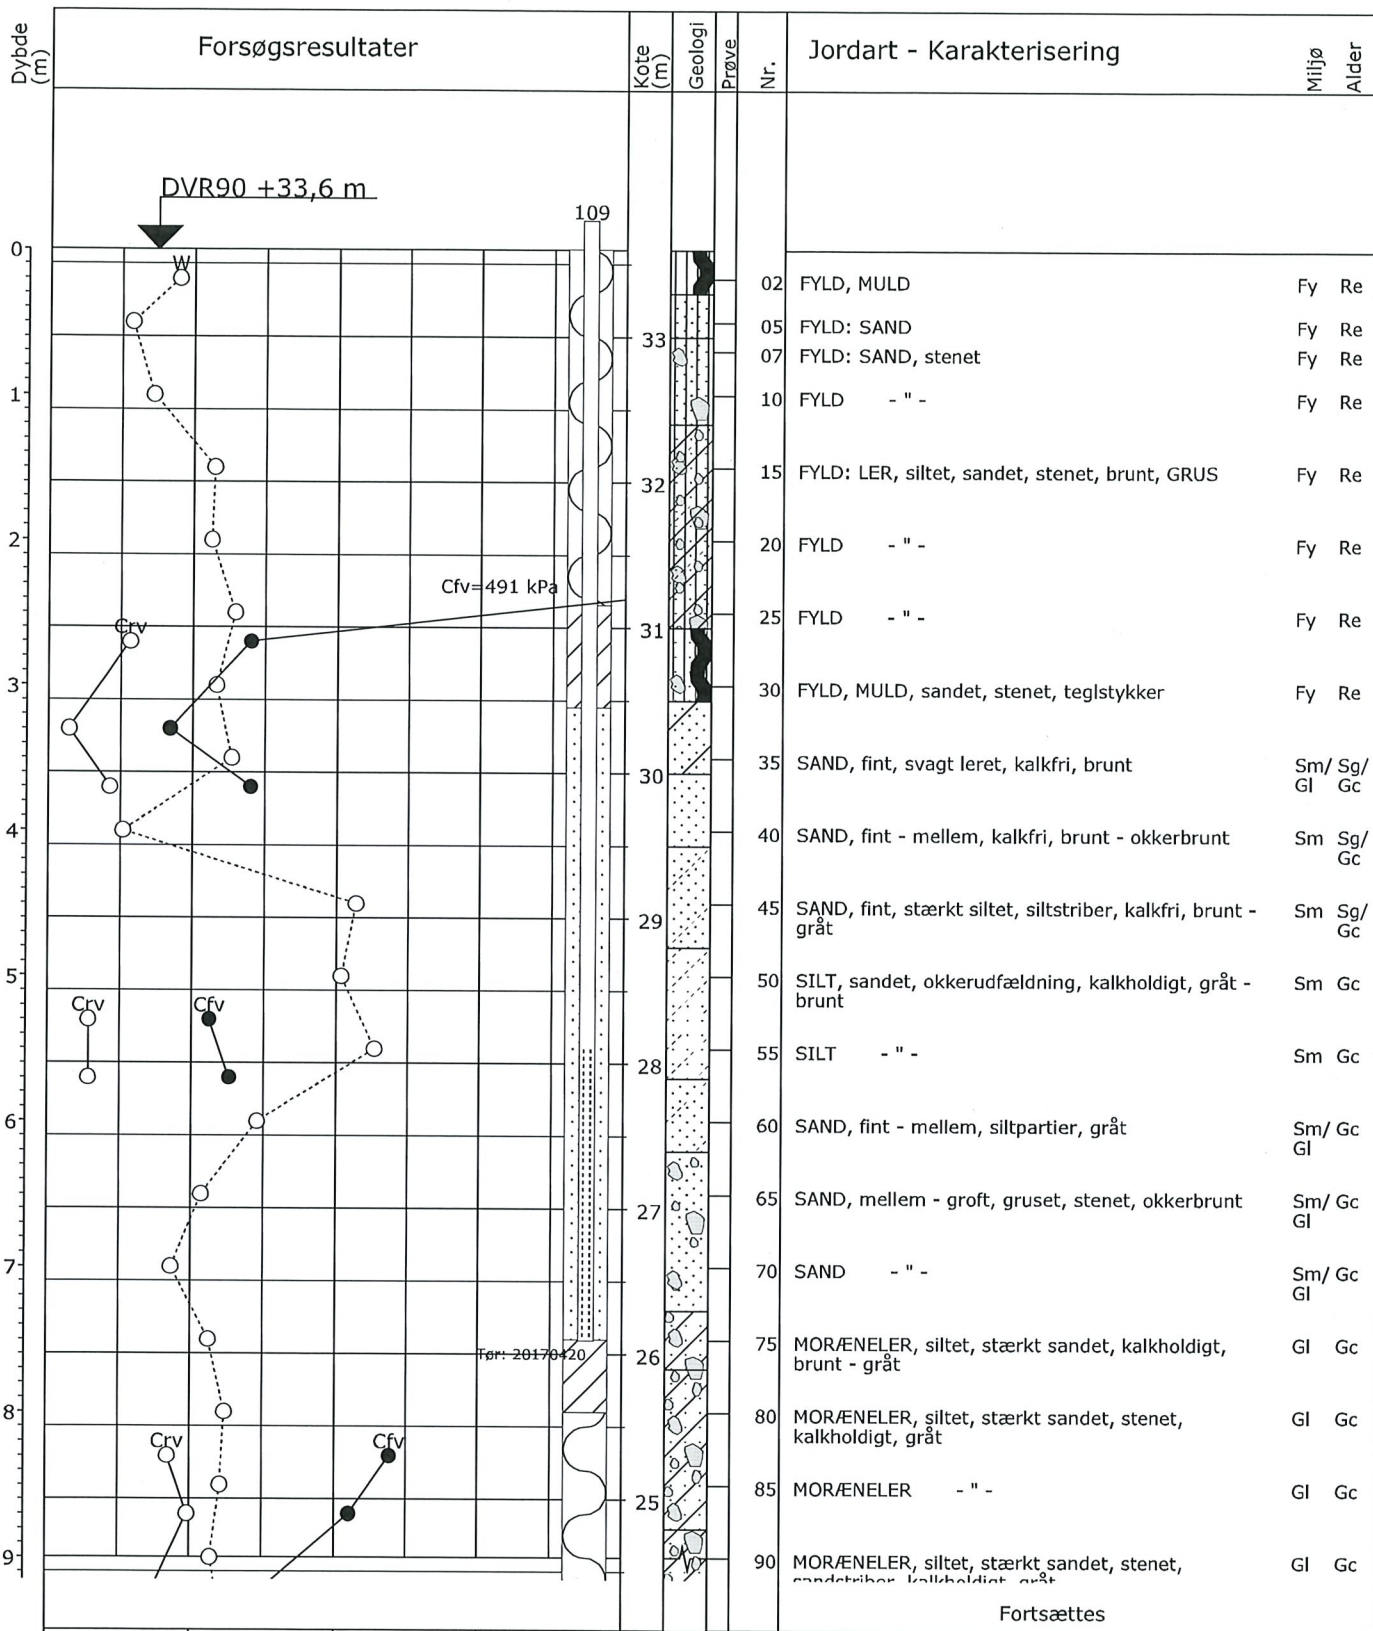 Dybde
(m)
Forsøgsresultater
Kote
(m)
Geologi
Prøve
Nr.
Jordart - Karakterisering
Miljø
Alder
DVR90 +33,6 m
109
0
W
02 FYLD, MULD Fy Re
05 FYLD: SAND Fy Re
33
07 FYLD: SAND, stenet Fy Re
1
10 FYLD - " - Fy Re
15 FYLD: LER, siltet, sandet, stenet, brunt, GRUS Fy Re
32
2
20 FYLD - " - Fy Re
Cfv=491 kPa
25 FYLD - " - Fy Re
Crv
31
3
30 FYLD, MULD, sandet, stenet, teglstykker Fy Re
35 SAND, fint, svagt leret, kalkfri, brunt Sm/ Sg/
Gl Gc
30
4
40 SAND, fint - mellem, kalkfri, brunt - okkerbrunt Sm Sg/
Gc
45 SAND, fint, stærkt siltet, siltstriber, kalkfri, brunt - Sm Sg/
gråt Gc
29
5
50 SILT, sandet, okkerudfældning, kalkholdigt, gråt - Sm Gc
brunt
Crv Cfv
55 SILT - " - Sm Gc
28
6
60 SAND, fint - mellem, siltpartier, gråt Sm/ Gc
Gl
65 SAND, mellem - groft, gruset, stenet, okkerbrunt Sm/ Gc
Gl
27
7
70 SAND - " - Sm/ Gc
Gl
75 MORÆNELER, siltet, stærkt sandet, kalkholdigt, Gl Gc
brunt - gråt
Tør: 20170420
26
8
80 MORÆNELER, siltet, stærkt sandet, stenet, Gl Gc
kalkholdigt, gråt
Crv Cfv
85 MORÆNELER - " - Gl Gc
25
9
90 MORÆNELER, siltet, stærkt sandet, stenet, Gl Gc
sandstriber, kalkholdigt, gråt
Fortsættes